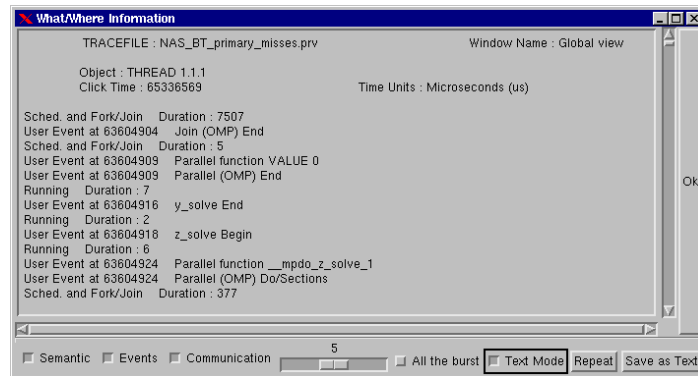 What/Where Information
TRACEFILE : NAS_BT_primary_misses.prv Window Name : Global view
Object : THREAD 1.1.1
Click Time : 65336569 Time Units : Microseconds (us)
Sched. and Fork/Join Duration : 7507
User Event at 63604904 Join (OMP) End
Sched. and Fork/Join Duration : 5
User Event at 63604909 Parallel function VALUE 0
User Event at 63604909 Parallel (OMP) End
Running Duration : 7
User Event at 63604916 y_solve End
Running Duration : 2
User Event at 63604918 z_solve Begin
Running Duration : 6
User Event at 63604924 Parallel function __mpdo_z_solve_1
User Event at 63604924 Parallel (OMP) Do/Sections
Sched. and Fork/Join Duration : 377
Ok
5
Semantic Events Communication All the burst Text Mode Repeat Save as Text